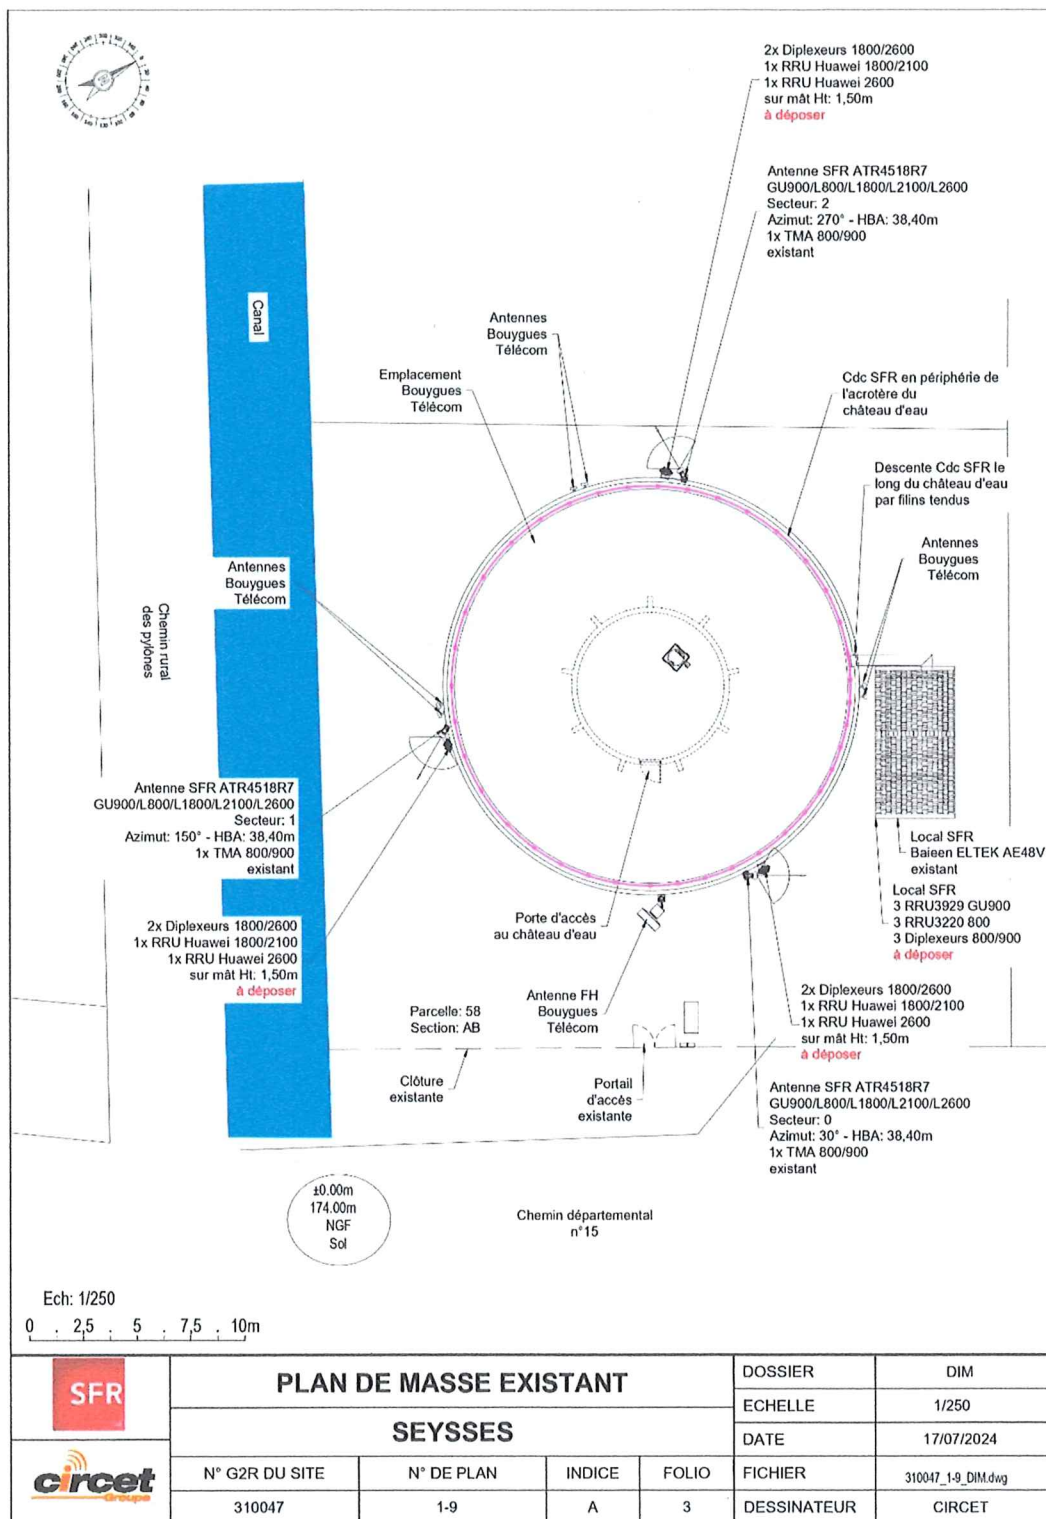 2x Diplexeurs 1800/2600
1x RRU Huawei 1800/2100
1x RRU Huawei 2600
sur mât Ht: 1,50m
à déposer
Antenne SFR ATR4518R7
GU900/L800/L1800/L2100/L2600
Secteur: 2
Azimut: 270° - HBA: 38,40m
1x TMA 800/900
existant
Canal
Antennes
Bouygues
Télécom
Emplacement
Bouygues
Télécom
Cdc SFR en périphérie de
l'acrotère du
château d'eau
Descente Cdc SFR le
long du château d'eau
par filins tendus
Antennes
Bouygues
Télécom
Antennes
Bouygues
Télécom
Chemin rural
des pylônes
Antenne SFR ATR4518R7
GU900/L800/L1800/L2100/L2600
Secteur: 1
Azimut: 150° - HBA: 38,40m
1x TMA 800/900
existant
Local SFR
Baieen ELTEK AE48V
existant
Local SFR
3 RRU3929 GU900
3 RRU3220 800
3 Diplexeurs 800/900
à déposer
2x Diplexeurs 1800/2600
1x RRU Huawei 1800/2100
1x RRU Huawei 2600
sur mât Ht: 1,50m
à déposer
Porte d'accès
au château d'eau
Antenne FH
Bouygues
Télécom
Parcelle: 58
Section: AB
2x Diplexeurs 1800/2600
1x RRU Huawei 1800/2100
1x RRU Huawei 2600
sur mât Ht: 1,50m
à déposer
Clôture
existante
Portail
d'accès
existante
Antenne SFR ATR4518R7
GU900/L800/L1800/L2100/L2600
Secteur: 0
Azimut: 30° - HBA: 38,40m
1x TMA 800/900
existant
±0.00m
174.00m
NGF
Sol
Chemin départemental
n°15
Ech: 1/250
0 . 2,5 . 5 . 7,5 . 10m
SFR
circet
Groupe
PLAN DE MASSE EXISTANT
SEYSSES
N° G2R DU SITE N° DE PLAN INDICE FOLIO
310047 1-9 A 3
DOSSIER DIM
ECHELLE 1/250
DATE 17/07/2024
FICHIER 310047_1-9_DIM.dwg
DESSINATEUR CIRCET